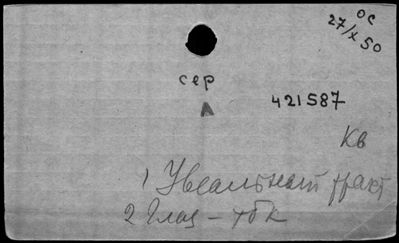 ОС
27/X 50
сер
А
421587
Кв
1 Увеальный тракт
2 Глаз - тбк